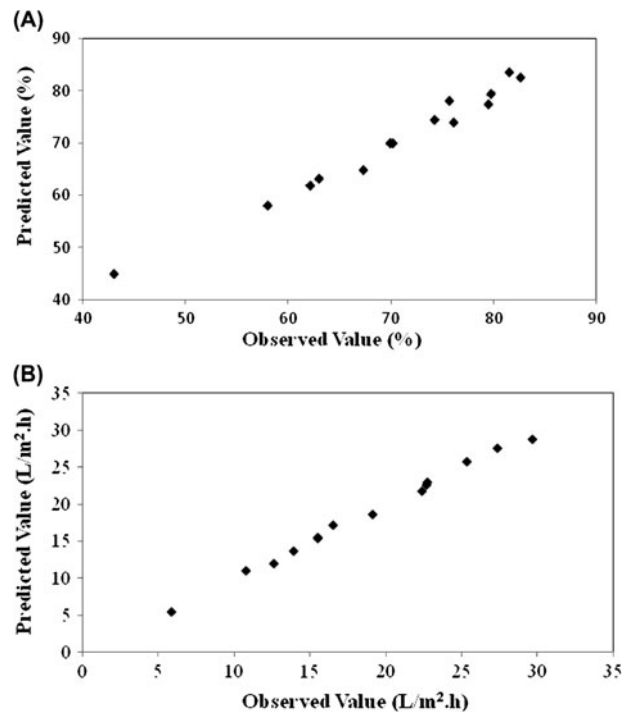 (A)
Predicted Value (%)
90
80
70
60
50
40
40 50 60 70 80 90
Observed Value (%)
(B)
Predicted Value (L/m².h)
35
30
25
20
15
10
5
0
0 5 10 15 20 25 30 35
Observed Value (L/m².h)